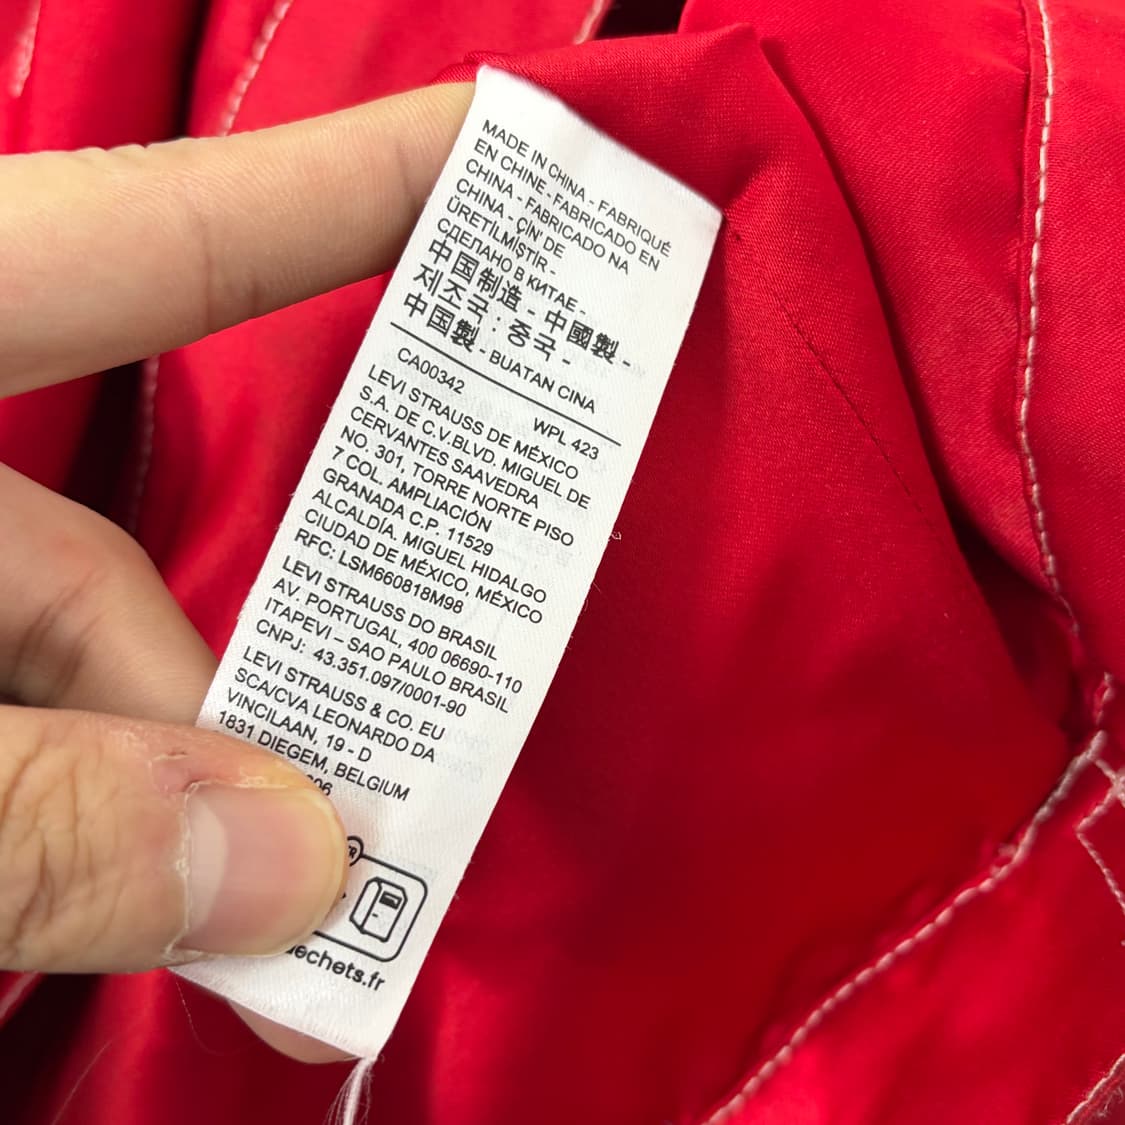 MADE IN CHINA - FABRIQUÉ
EN CHINE - FABRICADO EN
CHINA - FABRICADO NA
CHINA - ÇİN' DE
ÜRETİLMİŞTİR -
СДЕЛАНО В КИТАЕ -
中国制造 - 中國製 -
제조국 : 중국 -
中国製 - BUATAN CINA
CA00342 WPL 423
LEVI STRAUSS DE MÉXICO
S.A. DE C.V.BLVD. MIGUEL DE
CERVANTES SAAVEDRA
NO. 301, TORRE NORTE PISO
7 COL. AMPLIACIÓN
GRANADA C.P. 11529
ALCALDÍA. MIGUEL HIDALGO
CIUDAD DE MÉXICO, MÉXICO
RFC: LSM660818M98
LEVI STRAUSS DO BRASIL
AV. PORTUGAL, 400 06690-110
ITAPEVI – SAO PAULO BRASIL
CNPJ: 43.351.097/0001-90
LEVI STRAUSS & CO. EU
SCA/CVA LEONARDO DA
VINCILAAN, 19 - D
1831 DIEGEM, BELGIUM